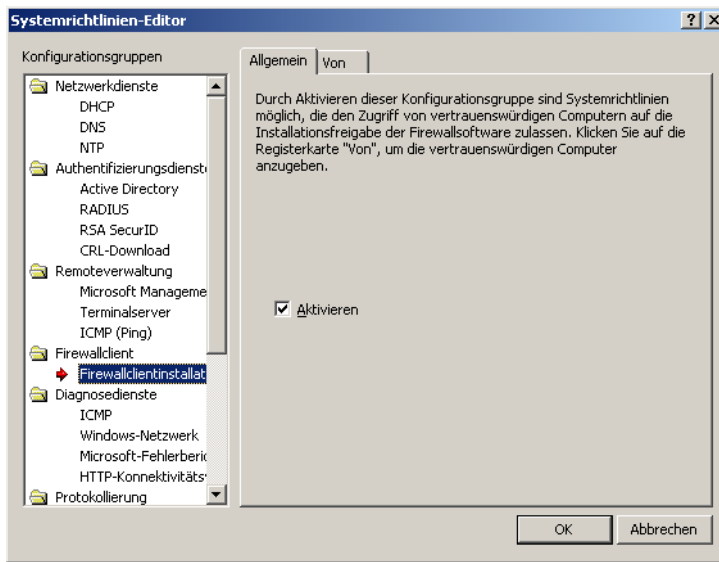 Systemrichtlinien-Editor
Konfigurationsgruppen
Netzwerkdienste
DHCP
DNS
NTP
Authentifizierungsdienst
Active Directory
RADIUS
RSA SecurID
CRL-Download
Remoteverwaltung
Microsoft Manageme
Terminalserver
ICMP (Ping)
Firewallclient
Firewallclientinstallat
Diagnosedienste
ICMP
Windows-Netzwerk
Microsoft-Fehlerberic
HTTP-Konnektivitäts
Protokollierung
Allgemein
Von
Durch Aktivieren dieser Konfigurationsgruppe sind Systemrichtlinien
möglich, die den Zugriff von vertrauenswürdigen Computern auf die
Installationsfreigabe der Firewallsoftware zulassen. Klicken Sie auf die
Registerkarte "Von", um die vertrauenswürdigen Computer
anzugeben.
Aktivieren
OK
Abbrechen